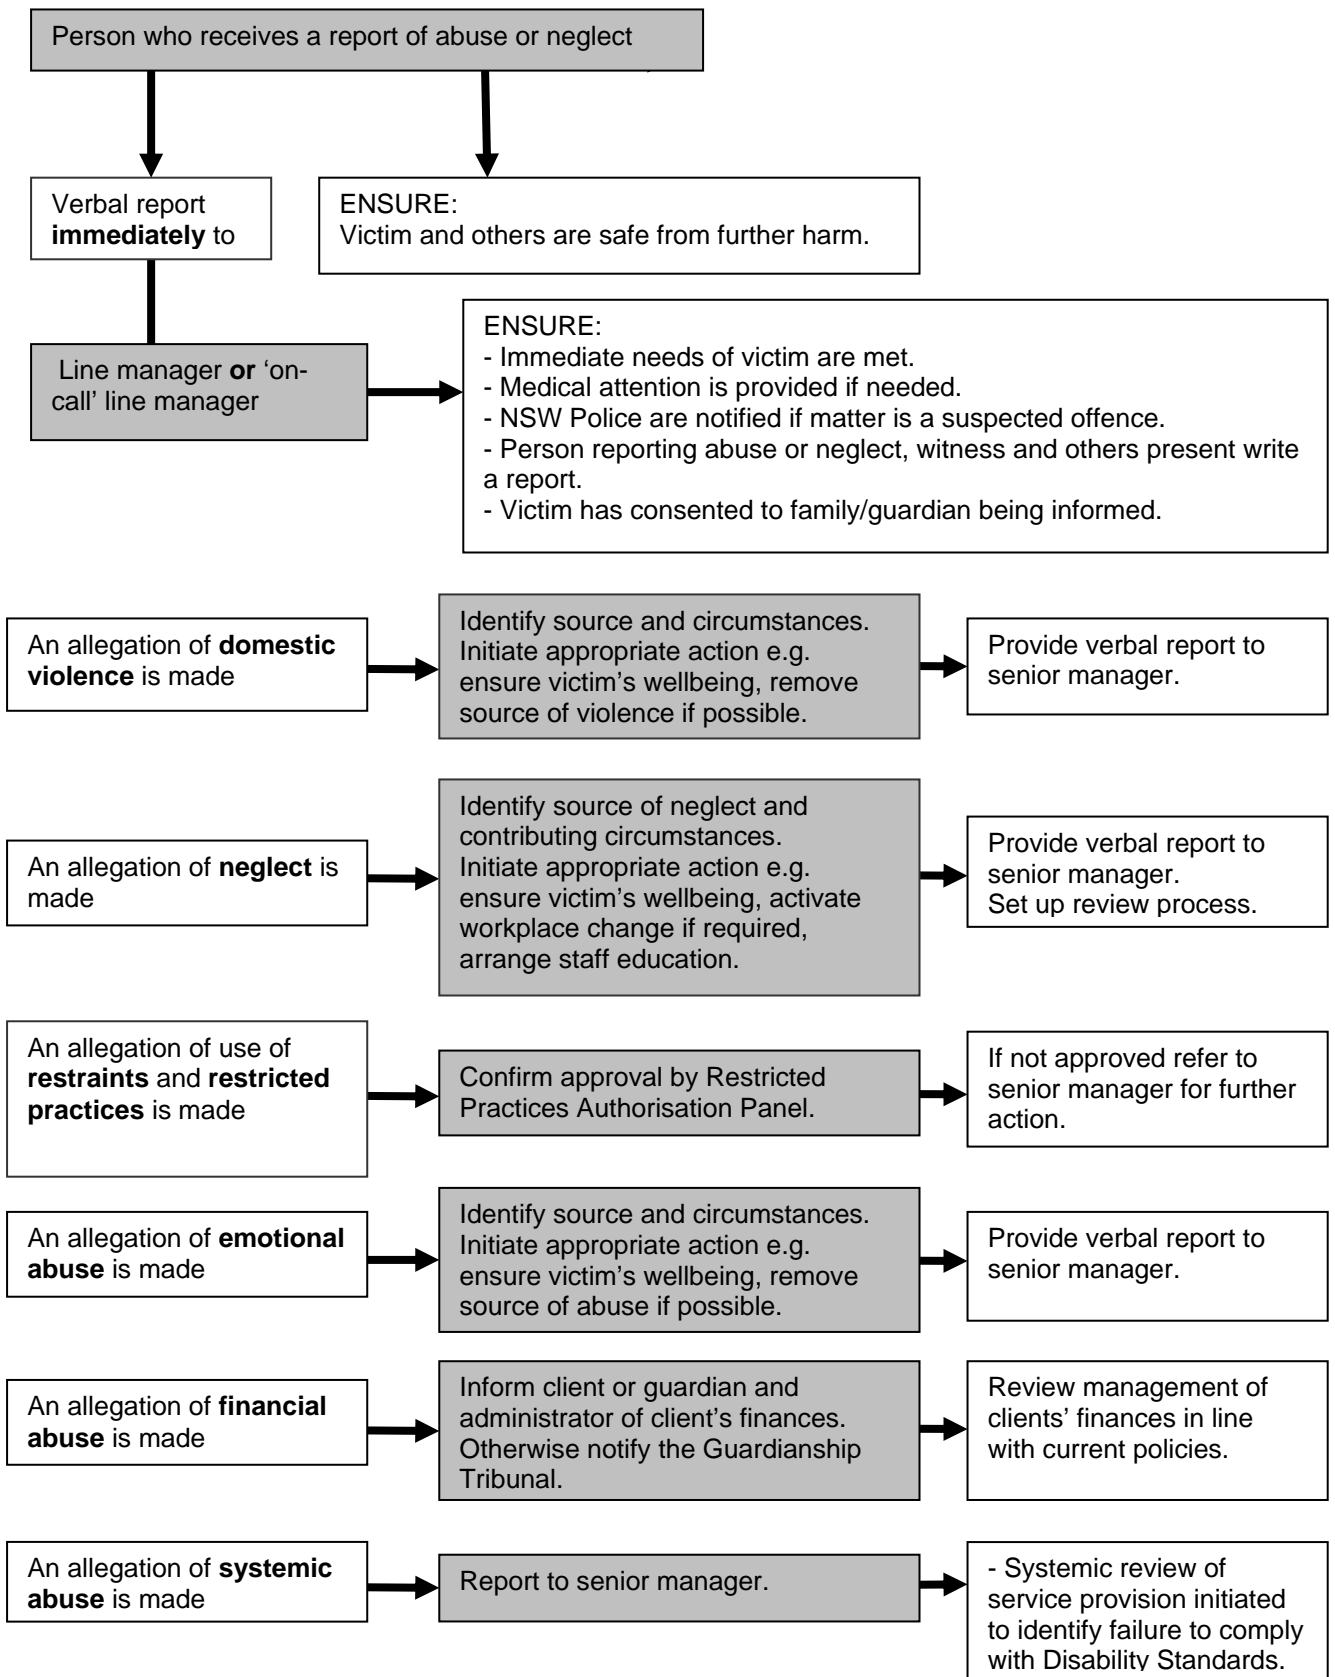 Person who receives a report of abuse or neglect
Verbal report
immediately to
ENSURE:
Victim and others are safe from further harm.
Line manager or ‘on-
call’ line manager
ENSURE:
- Immediate needs of victim are met.
- Medical attention is provided if needed.
- NSW Police are notified if matter is a suspected offence.
- Person reporting abuse or neglect, witness and others present write
a report.
- Victim has consented to family/guardian being informed.
An allegation of domestic
violence is made
Identify source and circumstances.
Initiate appropriate action e.g.
ensure victim’s wellbeing, remove
source of violence if possible.
Provide verbal report to
senior manager.
An allegation of neglect is
made
Identify source of neglect and
contributing circumstances.
Initiate appropriate action e.g.
ensure victim’s wellbeing, activate
workplace change if required,
arrange staff education.
Provide verbal report to
senior manager.
Set up review process.
An allegation of use of
restraints and restricted
practices is made
Confirm approval by Restricted
Practices Authorisation Panel.
If not approved refer to
senior manager for further
action.
An allegation of emotional
abuse is made
Identify source and circumstances.
Initiate appropriate action e.g.
ensure victim’s wellbeing, remove
source of abuse if possible.
Provide verbal report to
senior manager.
An allegation of financial
abuse is made
Inform client or guardian and
administrator of client’s finances.
Otherwise notify the Guardianship
Tribunal.
Review management of
clients’ finances in line
with current policies.
An allegation of systemic
abuse is made
Report to senior manager.
- Systemic review of
service provision initiated
to identify failure to comply
with Disability Standards.